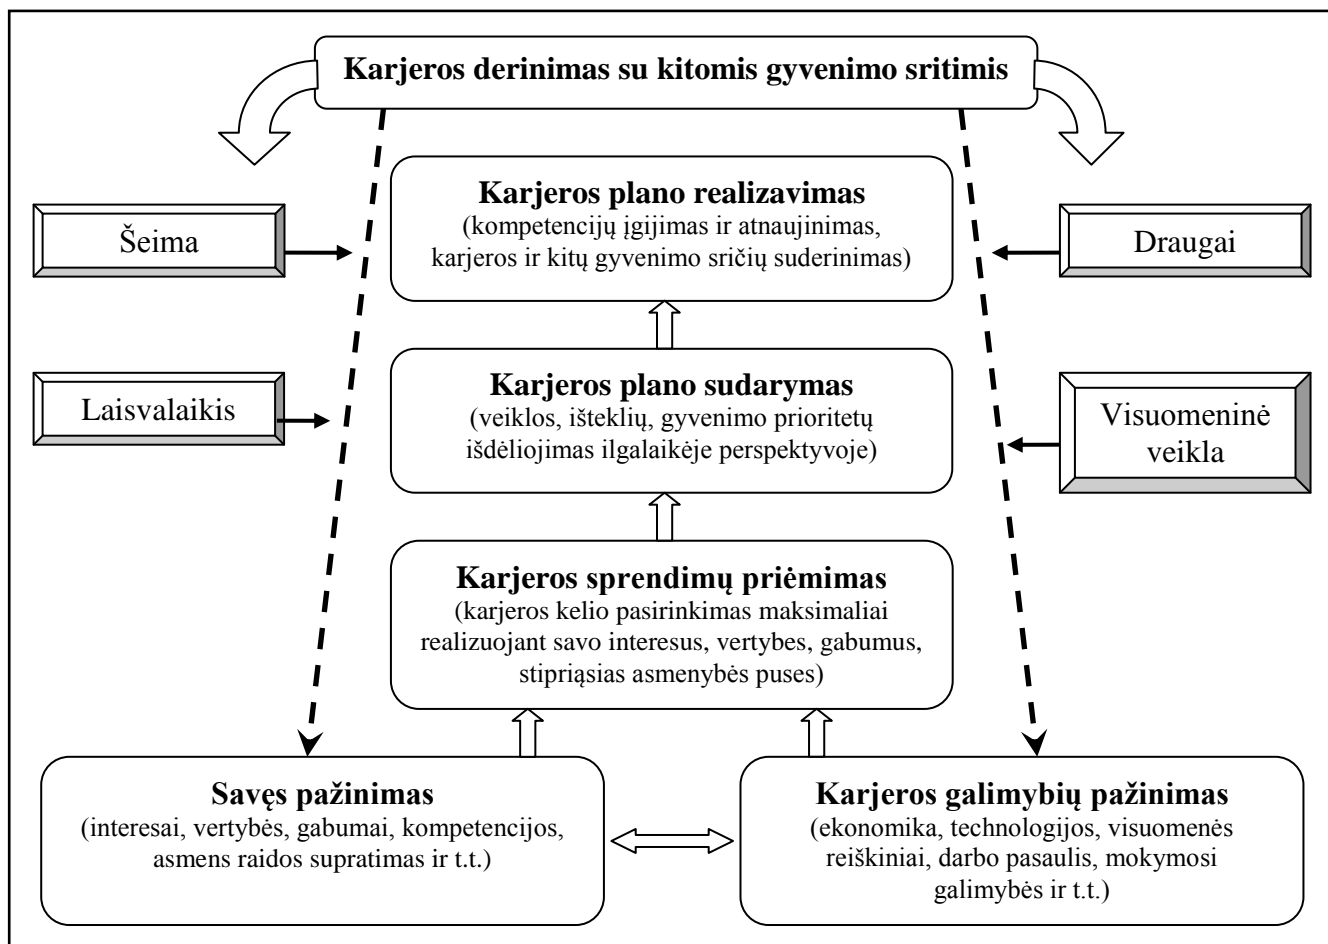 Karjeros derinimas su kitomis gyvenimo sritimis
Karjeros plano realizavimas
(kompetencijų įgijimas ir atnaujinimas,
karjeros ir kitų gyvenimo sričių suderinimas)
Šeima
Draugai
Karjeros plano sudarymas
(veiklos, išteklių, gyvenimo prioritetų
išdėliojimas ilgalaikėje perspektyvoje)
Laisvalaikis
Visuomeninė
veikla
Karjeros sprendimų priėmimas
(karjeros kelio pasirinkimas maksimaliai
realizuojant savo interesus, vertybes, gabumus,
stipriąsias asmenybės puses)
Savęs pažinimas
(interesai, vertybės, gabumai, kompetencijos,
asmens raidos supratimas ir t.t.)
Karjeros galimybių pažinimas
(ekonomika, technologijos, visuomenės
reiškiniai, darbo pasaulis, mokymosi
galimybės ir t.t.)